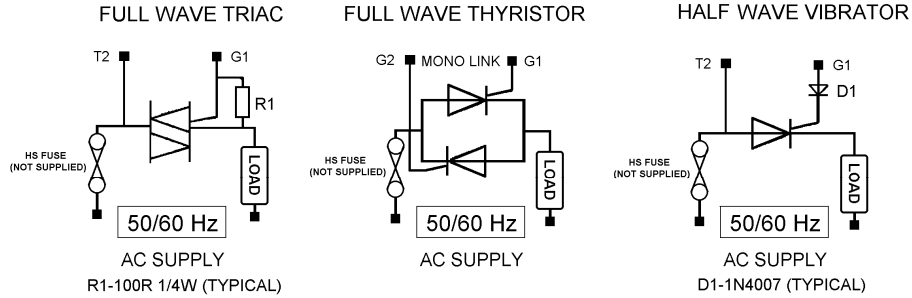 FULL WAVE TRIAC
T2
G1
R1
HS FUSE
(NOT SUPPLIED)
LOAD
50/60 Hz
AC SUPPLY
R1-100R 1/4W (TYPICAL)
FULL WAVE THYRISTOR
G2
MONO LINK
G1
HS FUSE
(NOT SUPPLIED)
LOAD
50/60 Hz
AC SUPPLY
HALF WAVE VIBRATOR
T2
G1
D1
HS FUSE
(NOT SUPPLIED)
LOAD
50/60 Hz
AC SUPPLY
D1-1N4007 (TYPICAL)